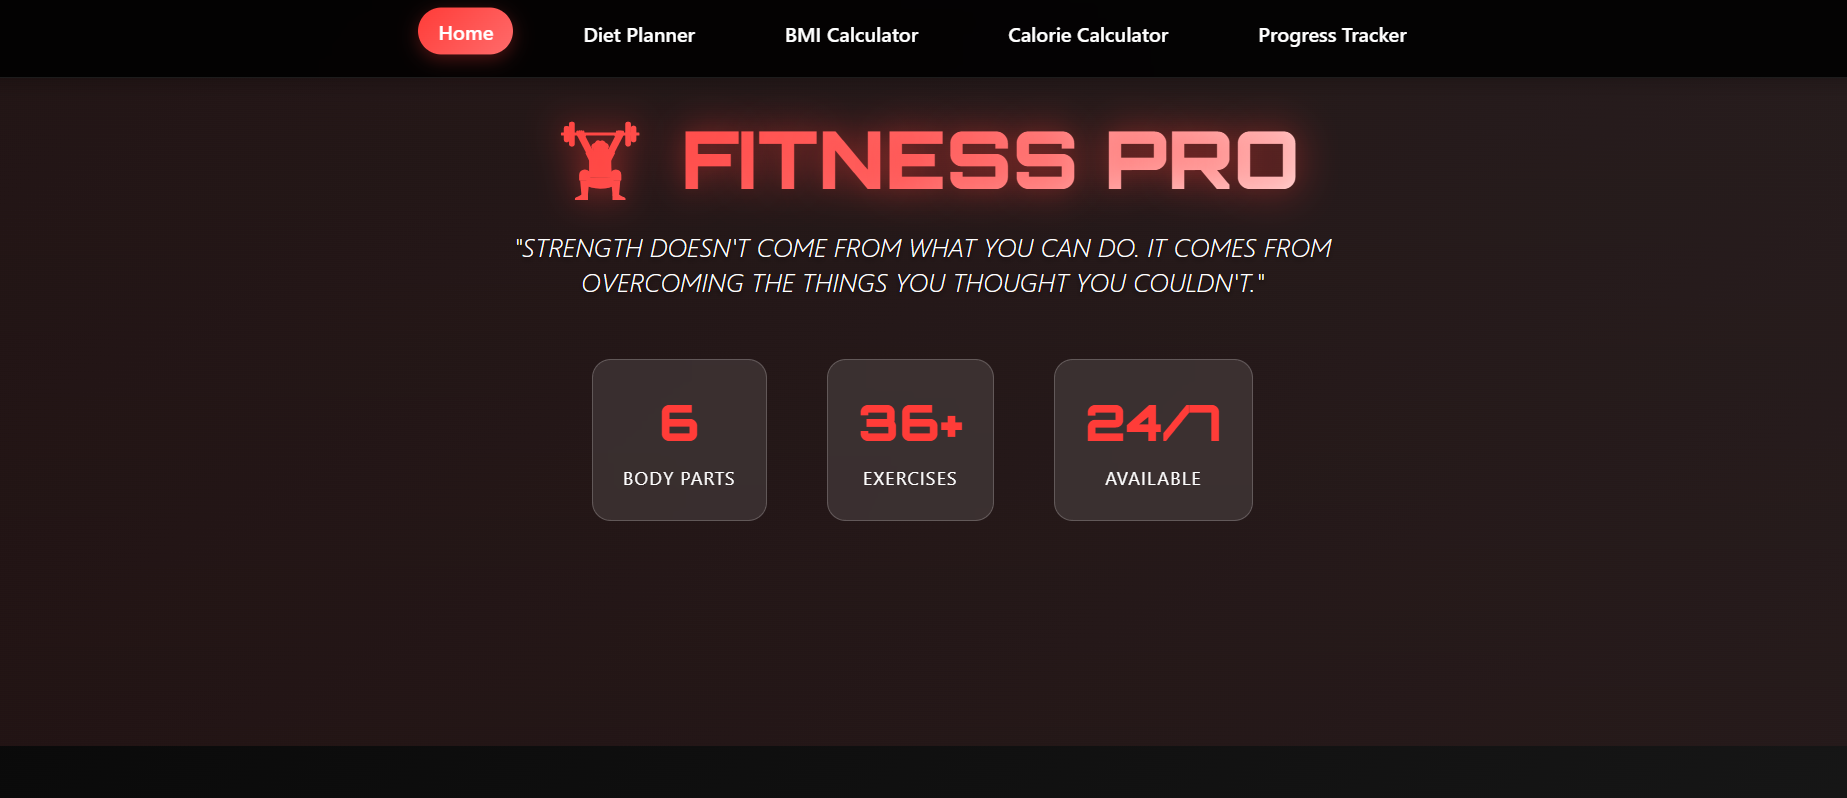 Home
Diet Planner
BMI Calculator
Calorie Calculator
Progress Tracker
FITNESS PRO
"STRENGTH DOESN'T COME FROM WHAT YOU CAN DO. IT COMES FROM
OVERCOMING THE THINGS YOU THOUGHT YOU COULDN'T."
6
BODY PARTS
36+
EXERCISES
24/7
AVAILABLE